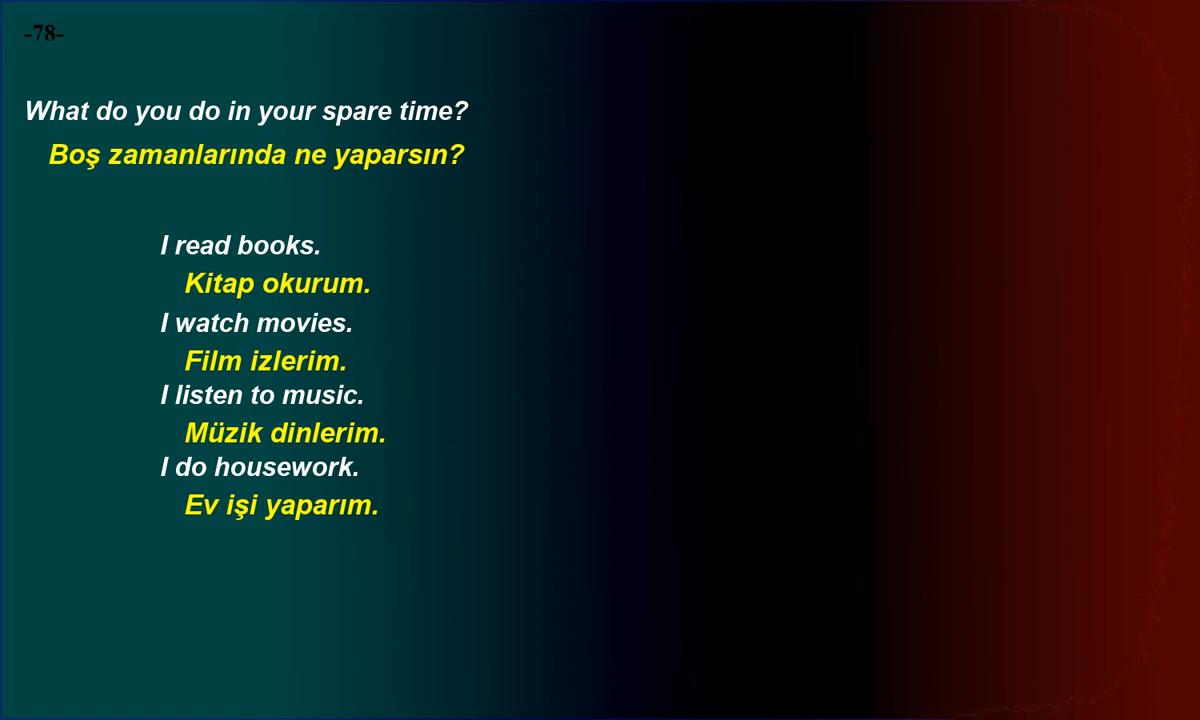 -78-
What do you do in your spare time?
Boş zamanlarında ne yaparsın?
I read books.
Kitap okurum.
I watch movies.
Film izlerim.
I listen to music.
Müzik dinlerim.
I do housework.
Ev işi yaparım.